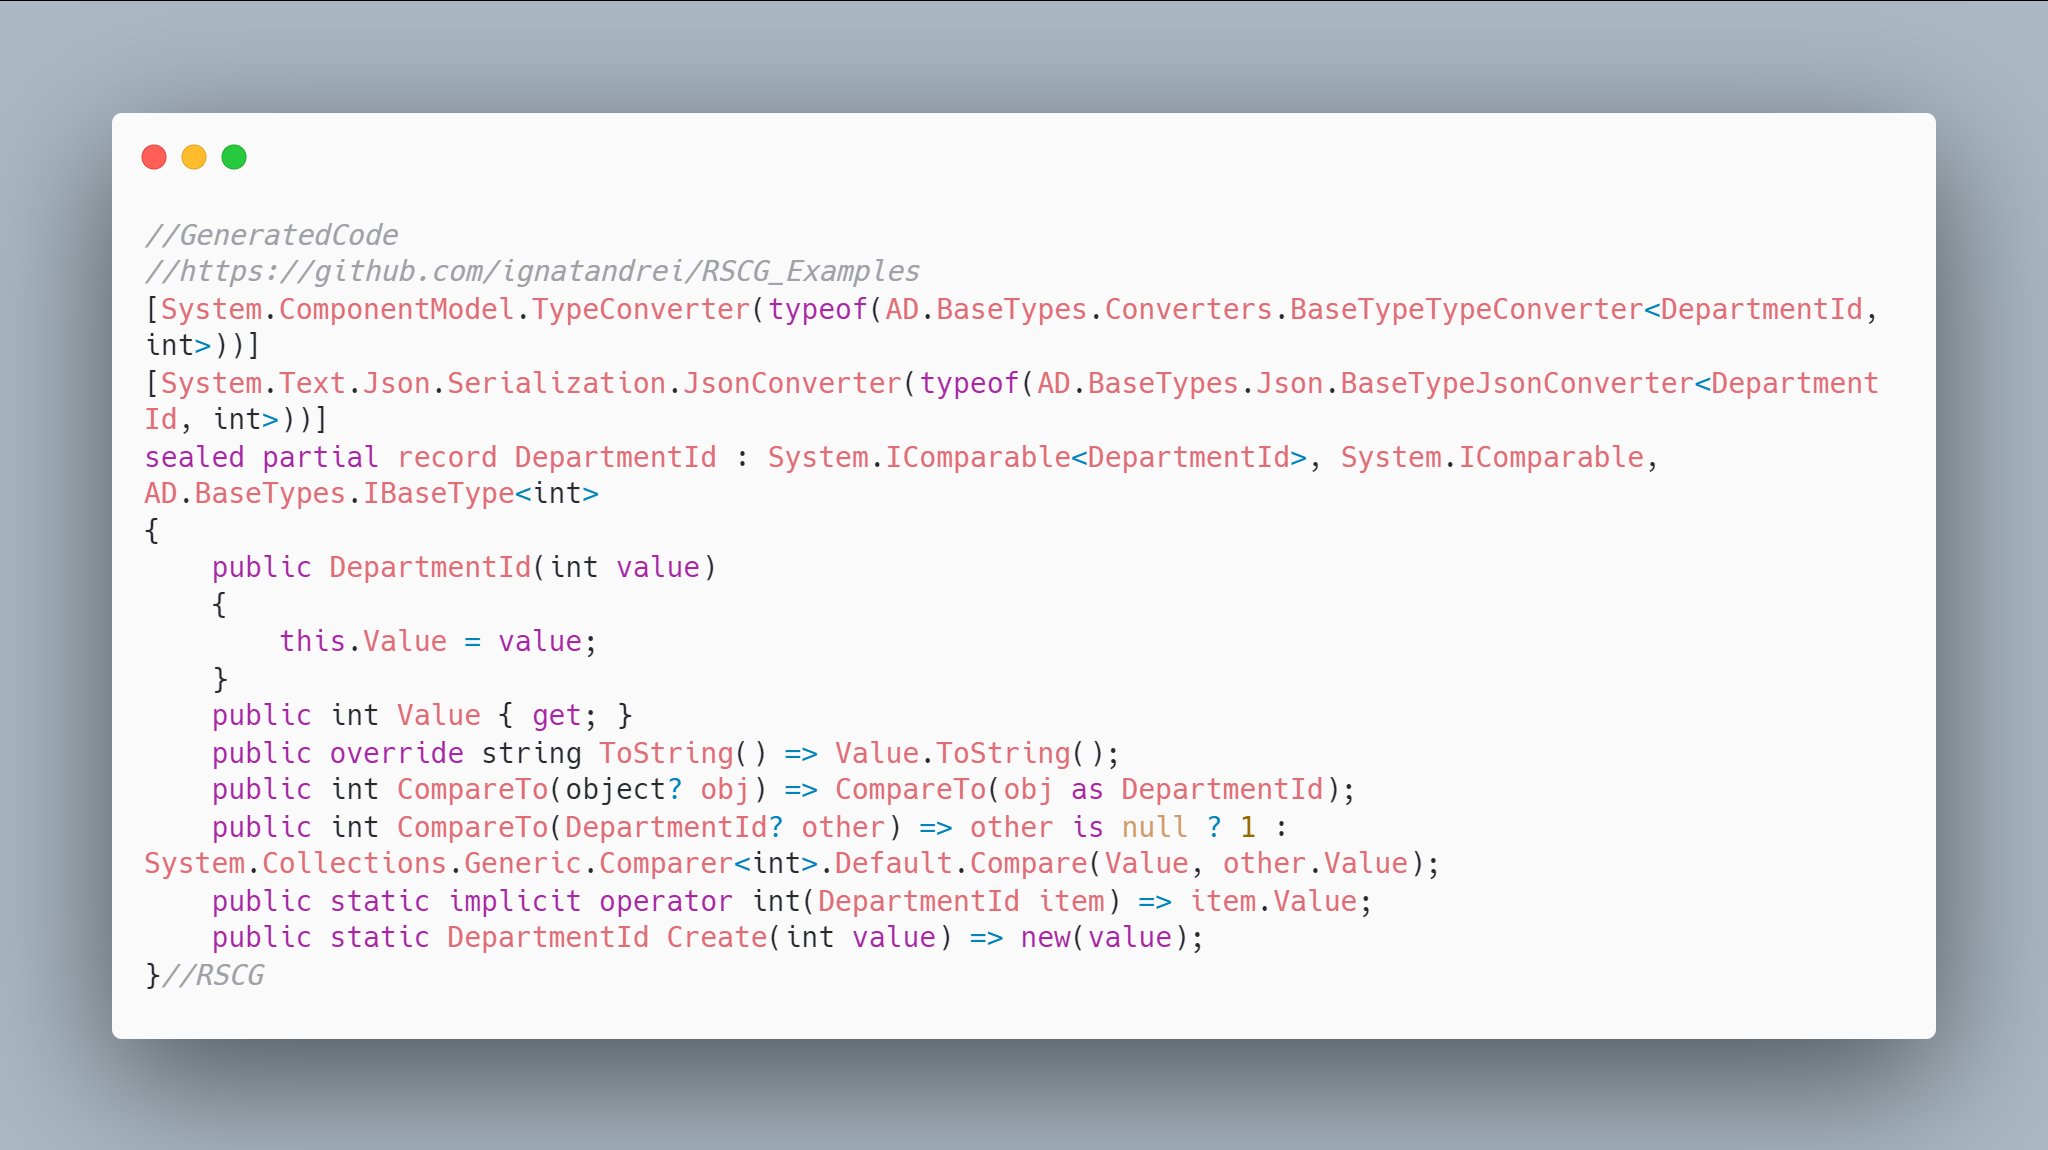 //GeneratedCode
//https://github.com/ignatandrei/RSCG_Examples
[System.ComponentModel.TypeConverter(typeof(AD.BaseTypes.Converters.BaseTypeTypeConverter<DepartmentId,
int>))]
[System.Text.Json.Serialization.JsonConverter(typeof(AD.BaseTypes.Json.BaseTypeJsonConverter<Department
Id, int>))]
sealed partial record DepartmentId : System.IComparable<DepartmentId>, System.IComparable,
AD.BaseTypes.IBaseType<int>
{
    public DepartmentId(int value)
    {
        this.Value = value;
    }
    public int Value { get; }
    public override string ToString() => Value.ToString();
    public int CompareTo(object? obj) => CompareTo(obj as DepartmentId);
    public int CompareTo(DepartmentId? other) => other is null ? 1 :
System.Collections.Generic.Comparer<int>.Default.Compare(Value, other.Value);
    public static implicit operator int(DepartmentId item) => item.Value;
    public static DepartmentId Create(int value) => new(value);
}//RSCG